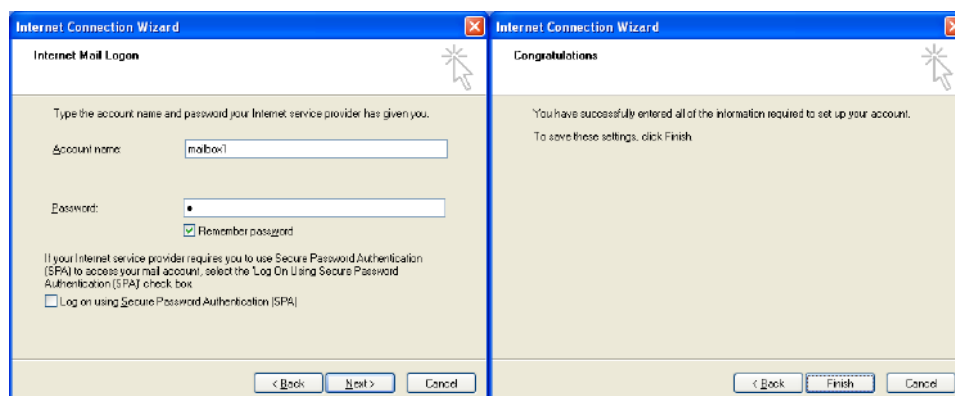 Internet Connection Wizard
Internet Mail Logon
Type the account name and password your Internet service provider has given you.
Account name: mailbox1
Password: •
Remember password
If your Internet service provider requires you to use Secure Password Authentication
(SPA) to access your mail account, select the 'Log On Using Secure Password
Authentication (SPA)' check box.
Log on using Secure Password Authentication (SPA)
< Back Next > Cancel
Internet Connection Wizard
Congratulations
You have successfully entered all of the information required to set up your account.
To save these settings, click Finish.
< Back Finish Cancel